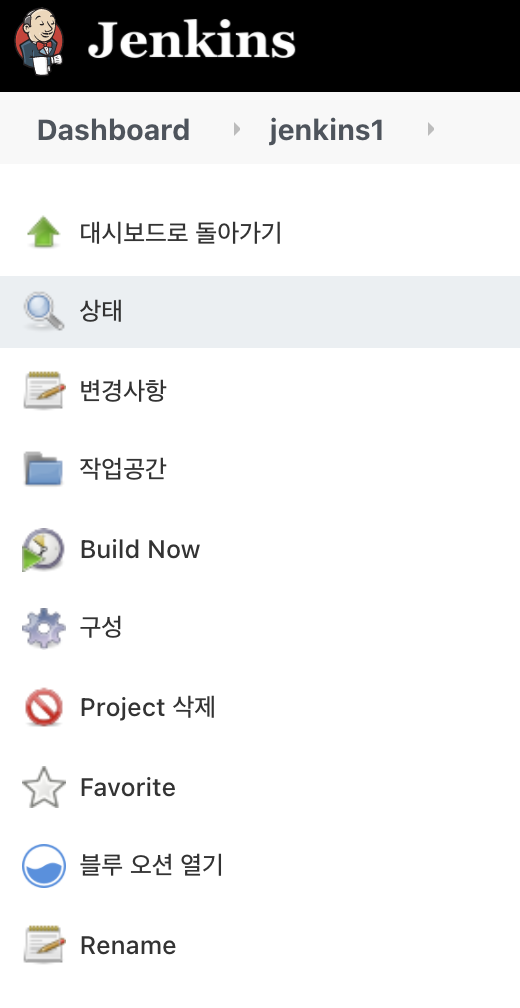 Jenkins
Dashboard jenkins1
대시보드로 돌아가기
상태
변경사항
작업공간
Build Now
구성
Project 삭제
Favorite
블루 오션 열기
Rename